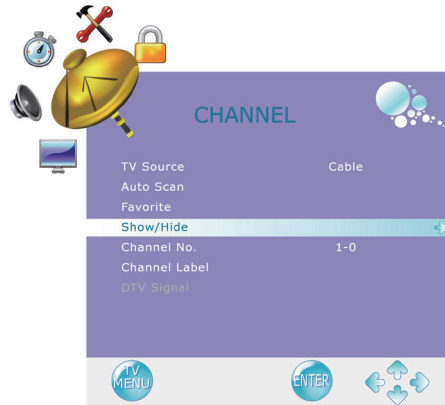 CHANNEL
TV Source Cable
Auto Scan
Favorite
Show/Hide
Channel No. 1-0
Channel Label
DTV Signal
TV MENU
ENTER